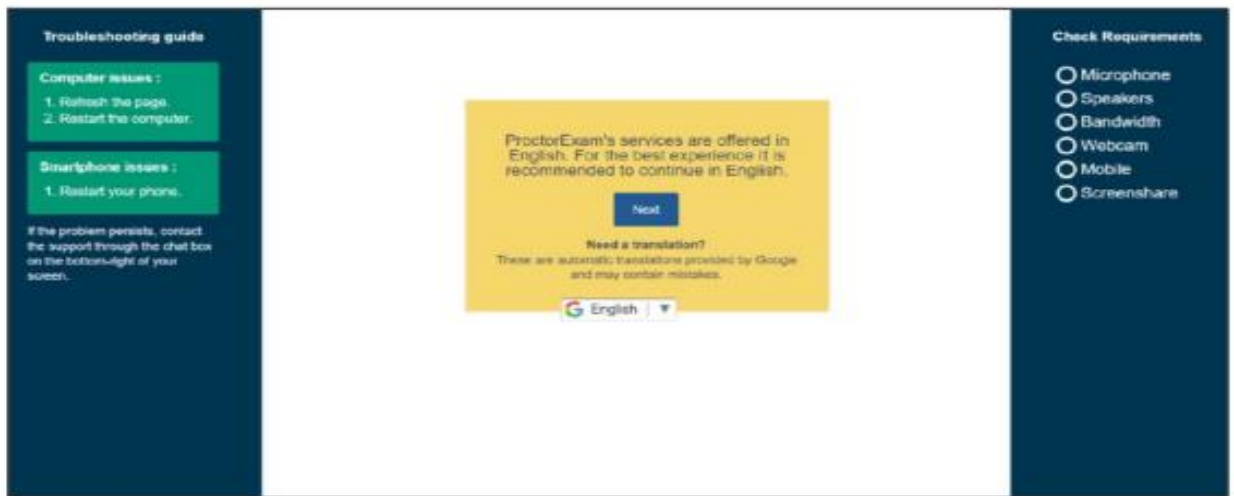 Troubleshooting guide
Computer issues :
1. Refresh the page.
2. Restart the computer.
Smartphone issues :
1. Restart your phone.
If the problem persists, contact
the support through the chat box
on the bottom-right of your
screen.
ProctorExam's services are offered in
English. For the best experience it is
recommended to continue in English.
Next
Need a translation?
These are automatic translations provided by Google
and may contain mistakes.
G English ▼
Check Requirements
Microphone
Speakers
Bandwidth
Webcam
Mobile
Screenshare